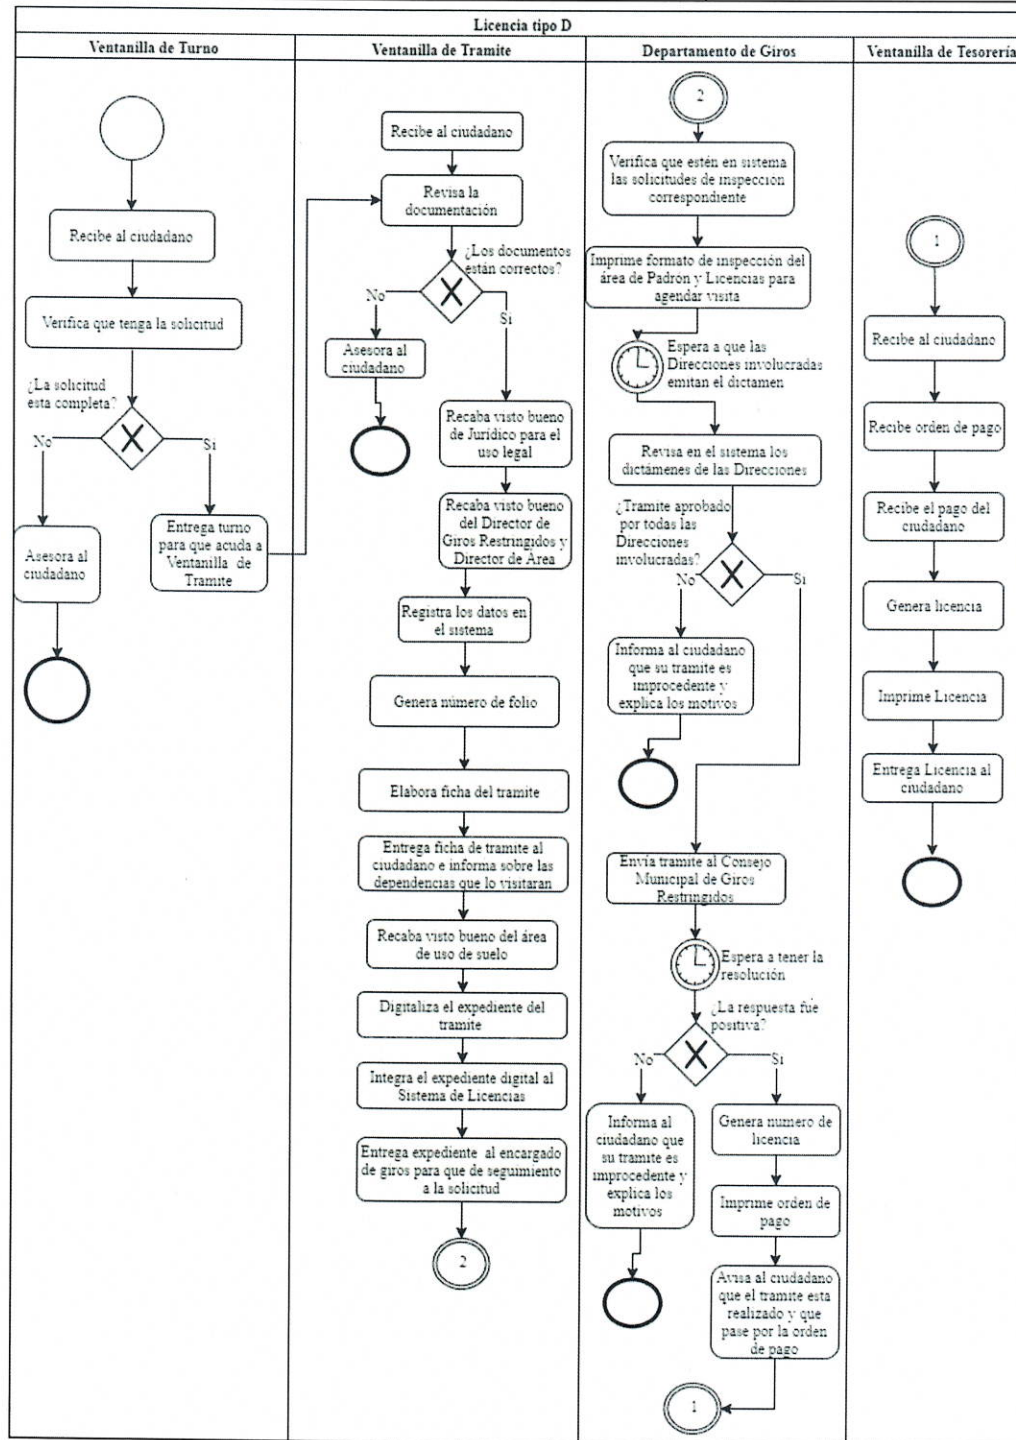 Licencia tipo D
Ventanilla de Turno
Ventanilla de Tramite
Departamento de Giros
Ventanilla de Tesorería
Recibe al ciudadano
Verifica que tenga la solicitud
¿La solicitud
esta completa?
No
Si
Asesora al
ciudadano
Entrega turno
para que acuda a
Ventanilla de
Tramite
Recibe al ciudadano
Revisa la
documentación
¿Los documentos
están correctos?
No
Si
Asesora al
ciudadano
Recaba visto bueno
de Jurídico para el
uso legal
Recaba visto bueno
del Director de
Giros Restringidos y
Director de Área
Registra los datos en
el sistema
Genera número de folio
Elabora ficha del tramite
Entrega ficha de tramite al
ciudadano e informa sobre las
dependencias que lo visitaran
Recaba visto bueno del área
de uso de suelo
Digitaliza el expediente del
tramite
Integra el expediente digital al
Sistema de Licencias
Entrega expediente al encargado
de giros para que de seguimiento
a la solicitud
2
2
Verifica que estén en sistema
las solicitudes de inspección
correspondiente
Imprime formato de inspección del
área de Padrón y Licencias para
agendar visita
Espera a que las
Direcciones involucradas
emitan el dictamen
Revisa en el sistema los
dictámenes de las Direcciones
¿Tramite aprobado
por todas las
Direcciones
involucradas?
No
Si
Informa al ciudadano
que su tramite es
improcedente y
explica los motivos
Envía tramite al Consejo
Municipal de Giros
Restringidos
Espera a tener la
resolución
¿La respuesta fue
positiva?
No
Si
Informa al
ciudadano que
su tramite es
improcedente y
explica los
motivos
Genera numero de
licencia
Imprime orden de
pago
Avisa al ciudadano
que el tramite esta
realizado y que
pase por la orden
de pago
1
1
Recibe al ciudadano
Recibe orden de pago
Recibe el pago del
ciudadano
Genera licencia
Imprime Licencia
Entrega Licencia al
ciudadano